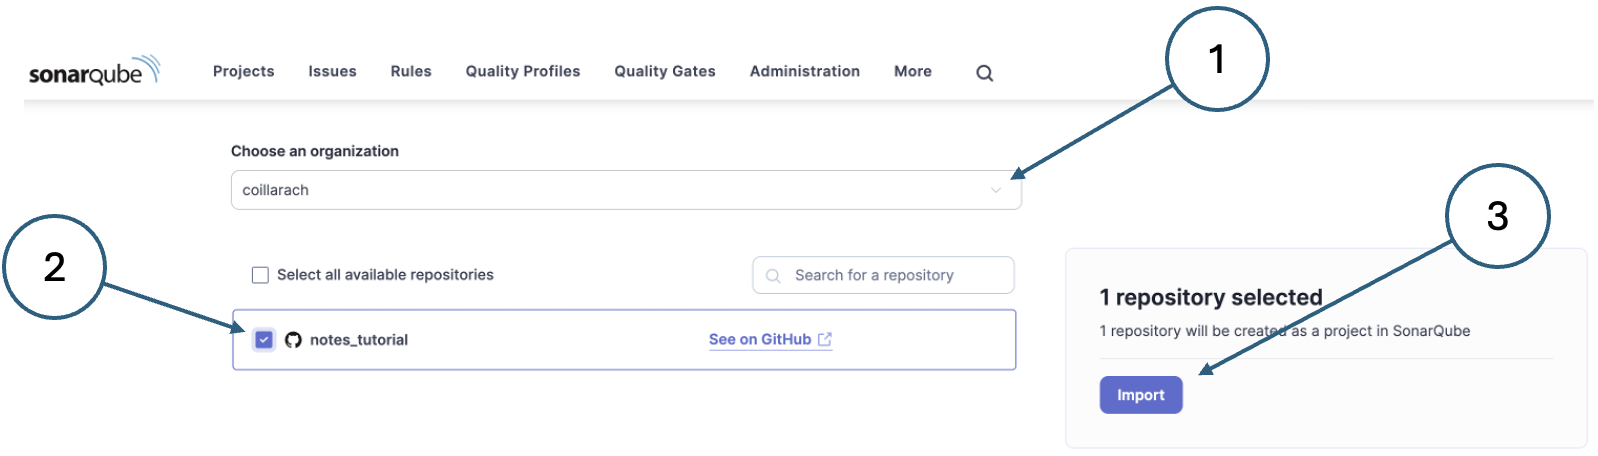 1
sonarqube Projects Issues Rules Quality Profiles Quality Gates Administration More
Choose an organization
coillarach
3
2
Select all available repositories Search for a repository
1 repository selected
1 repository will be created as a project in SonarQube
notes_tutorial See on GitHub
Import